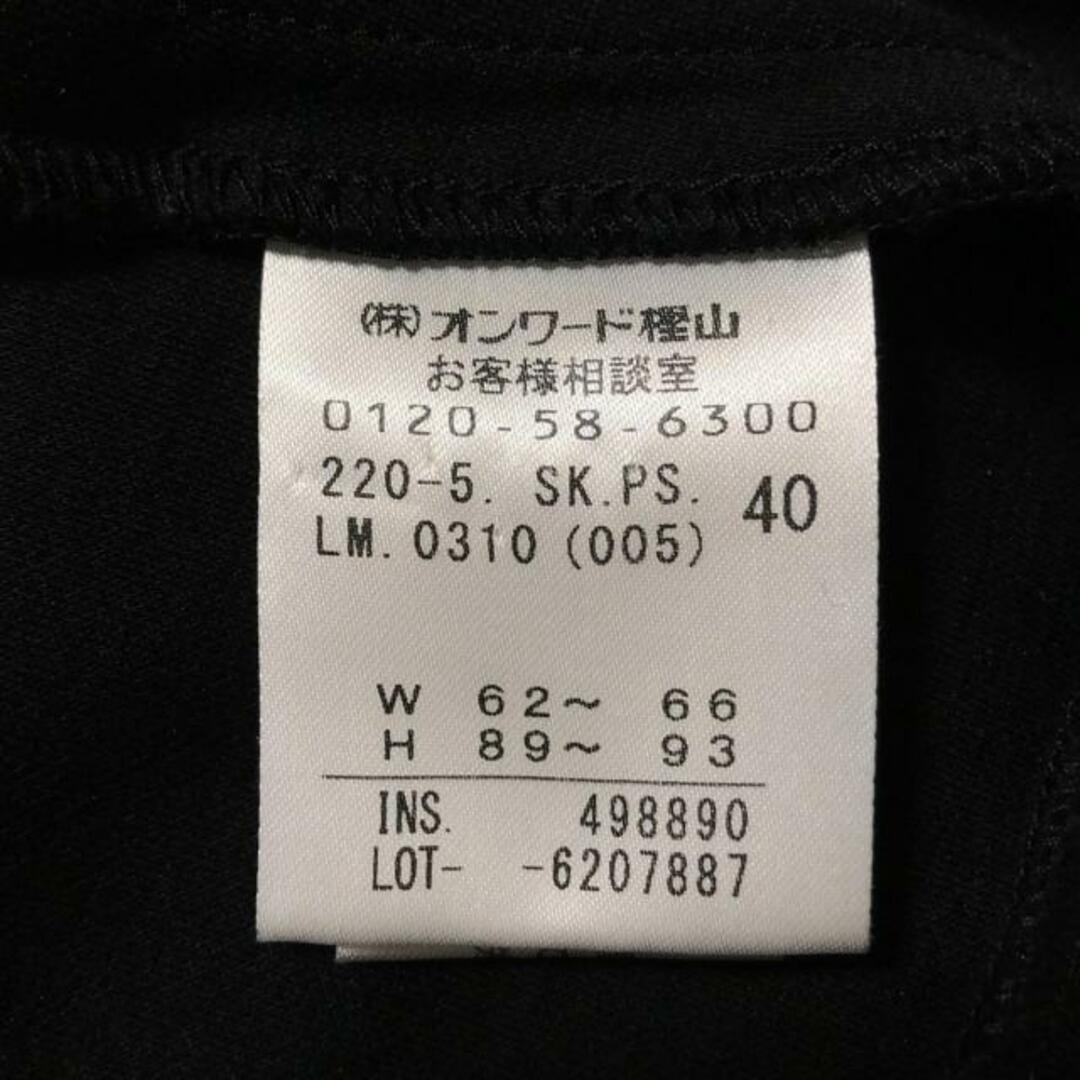 (株)オンワード樫山
お客様相談室
0120-58-6300
220-5. SK.PS. 40
LM. 0310 (005)
W 62～ 66
H 89～ 93
INS. 498890
LOT- -6207887